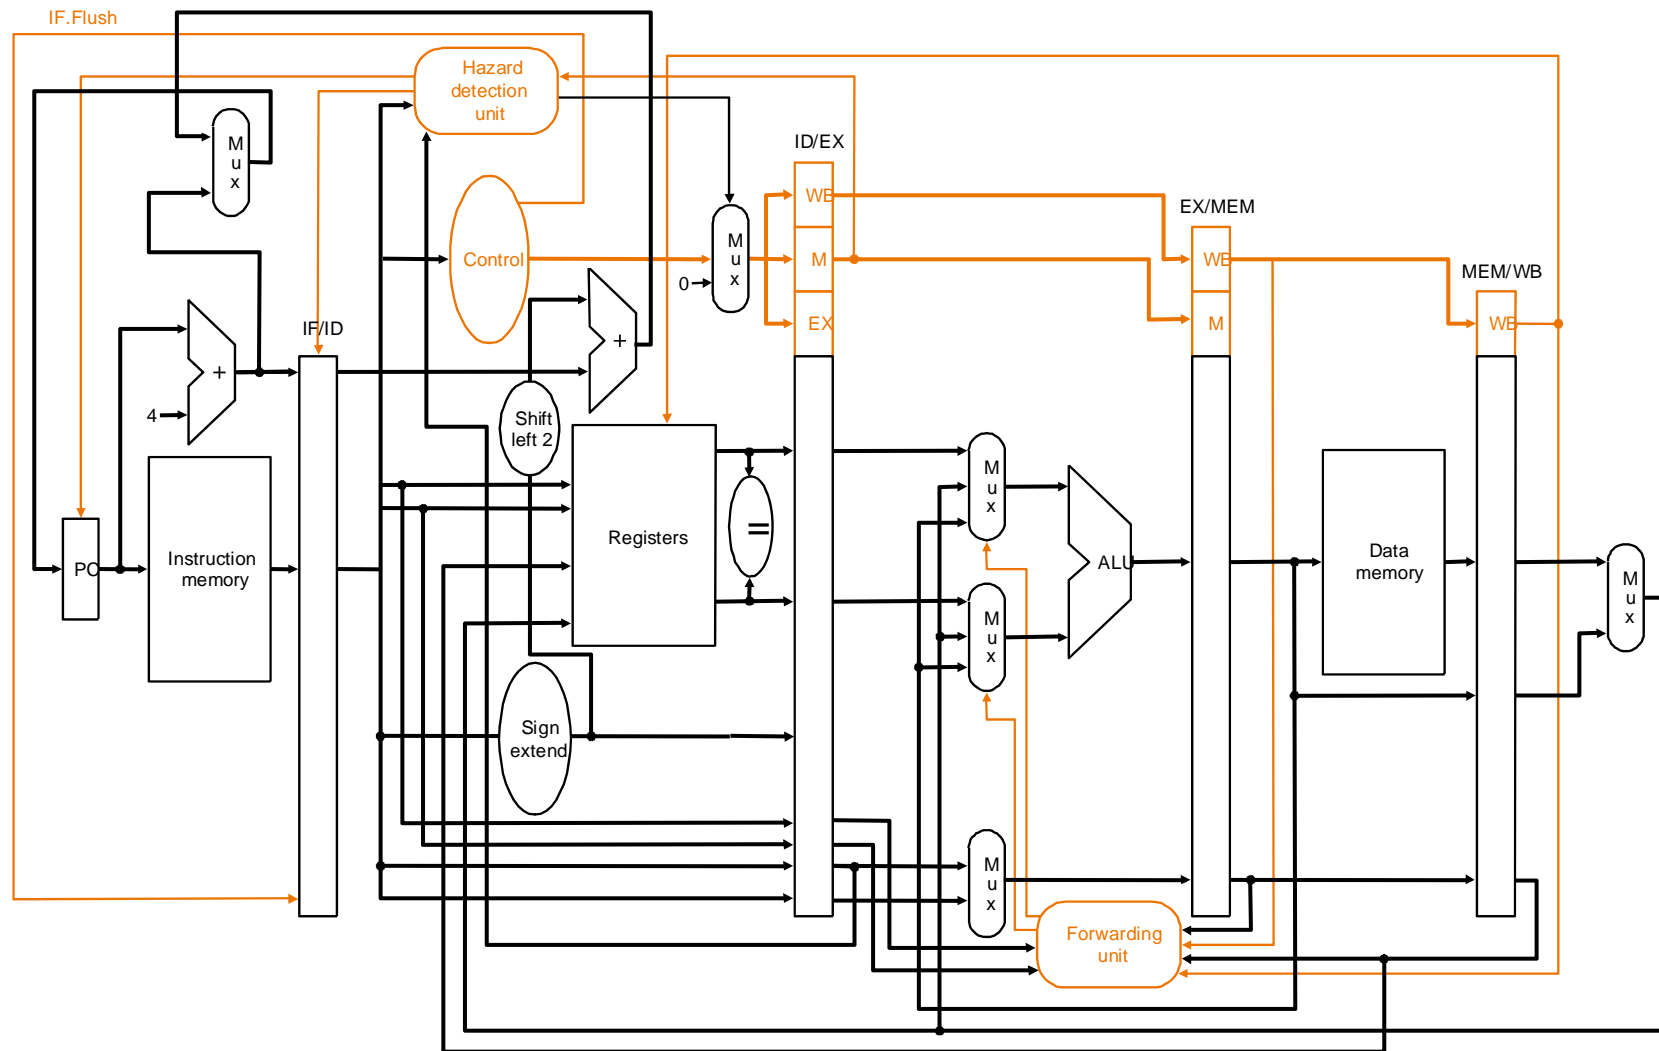 IF.Flush
Hazard
detection
unit
M
u
x
ID/EX
WB
EX/MEM
M
u
x
Control
M
WB
MEM/WB
0
+
IF/ID
EX
M
WB
+
4
Shift
left 2
M
u
x
Registers
=
Instruction
memory
PC
ALU
Data
memory
M
u
x
M
u
x
Sign
extend
M
u
x
Forwarding
unit